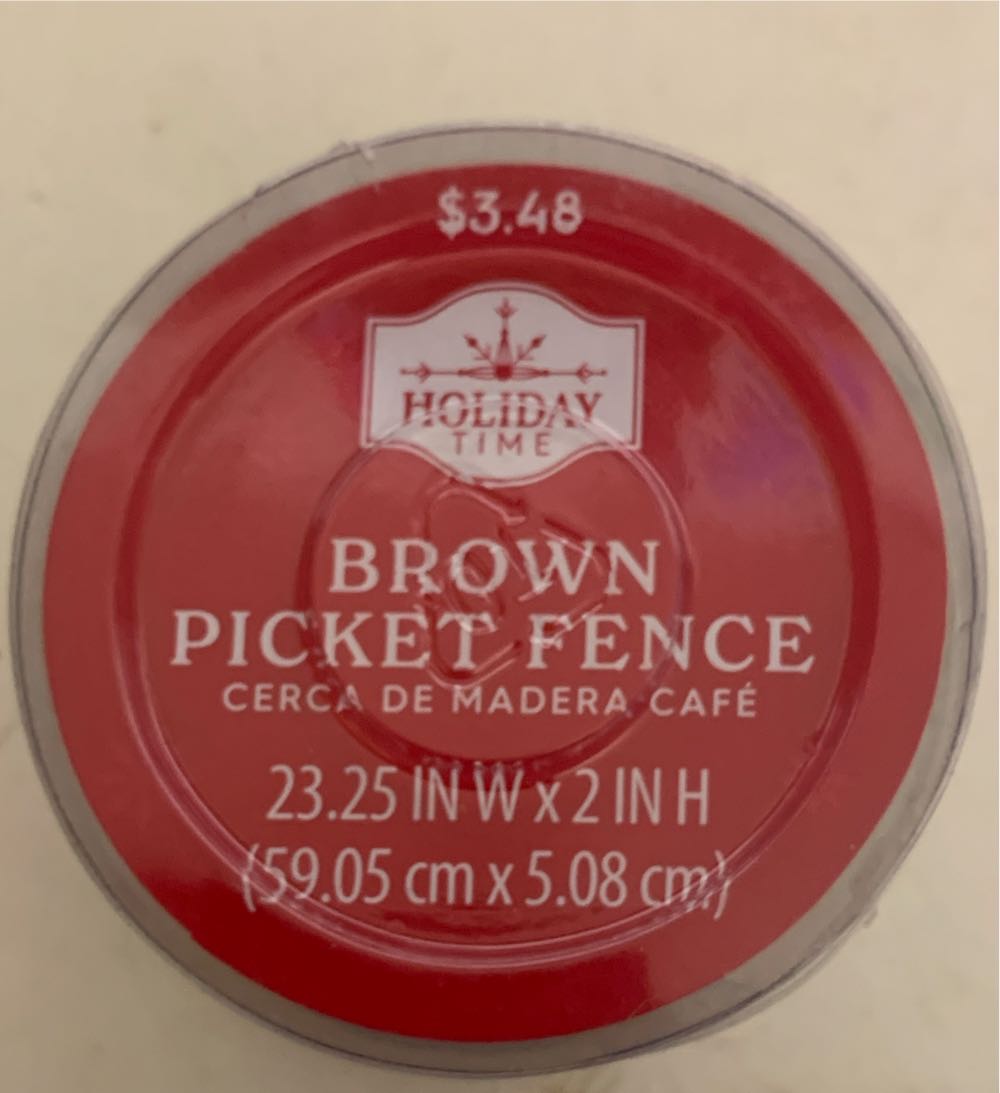 $3.48
HOLIDAY
TIME
BROWN
PICKET FENCE
CERCA DE MADERA CAFÉ
23.25 IN W x 2 IN H
(59.05 cm x 5.08 cm)